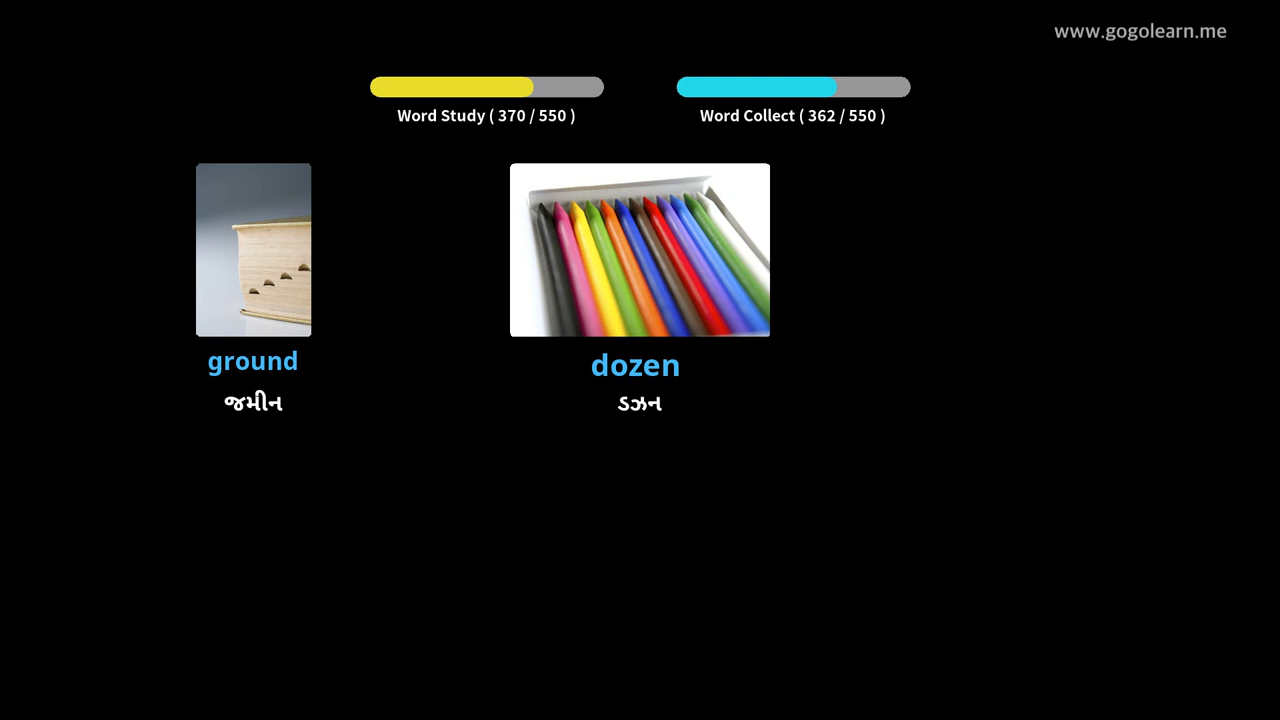 www.gogolearn.me
Word Study ( 370 / 550 )
Word Collect ( 362 / 550 )
ground
dozen
જમીન
ડઝન